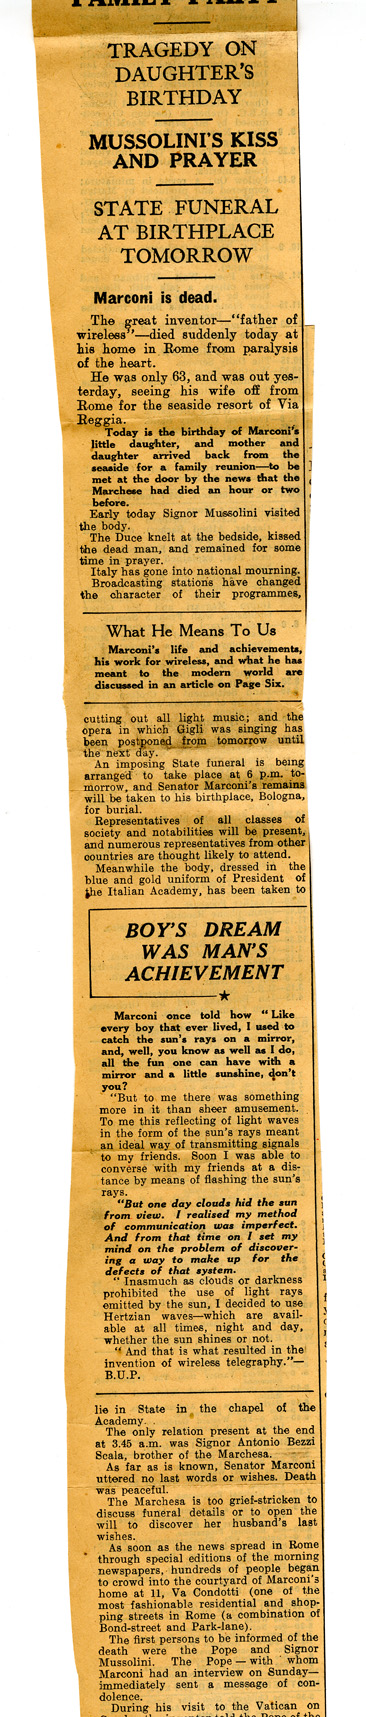 FAMILY PARTY
TRAGEDY ON
DAUGHTER'S
BIRTHDAY
MUSSOLINI'S KISS
AND PRAYER
STATE FUNERAL
AT BIRTHPLACE
TOMORROW
Marconi is dead.
The great inventor—"father of
wireless"—died suddenly today at
his home in Rome from paralysis
of the heart.
He was only 63, and was out yes-
terday, seeing his wife off from
Rome for the seaside resort of Via
Reggia.
Today is the birthday of Marconi's
little daughter, and mother and
daughter arrived back from the
seaside for a family reunion—to be
met at the door by the news that the
Marchese had died an hour or two
before.
Early today Signor Mussolini visited
the body.
The Duce knelt at the bedside, kissed
the dead man, and remained for some
time in prayer.
Italy has gone into national mourning.
Broadcasting stations have changed
the character of their programmes,
What He Means To Us
Marconi's life and achievements,
his work for wireless, and what he has
meant to the modern world are
discussed in an article on Page Six.
cutting out all light music; and the
opera in which Gigli was singing has
been postponed from tomorrow until
the next day.
An imposing State funeral is being
arranged to take place at 6 p.m. to-
morrow, and Senator Marconi's remains
will be taken to his birthplace, Bologna,
for burial.
Representatives of all classes of
society and notabilities will be present,
and numerous representatives from other
countries are thought likely to attend.
Meanwhile the body, dressed in the
blue and gold uniform of President of
the Italian Academy, has been taken to
BOY'S DREAM
WAS MAN'S
ACHIEVEMENT
Marconi once told how "Like
every boy that ever lived, I used to
catch the sun's rays on a mirror,
and, well, you know as well as I do,
all the fun one can have with a
mirror and a little sunshine, don't
you?
"But to me there was something
more in it than sheer amusement.
To me this reflecting of light waves
in the form of the sun's rays meant
an ideal way of transmitting signals
to my friends. Soon I was able to
converse with my friends at a dis-
tance by means of flashing the sun's
rays.
"But one day clouds hid the sun
from view. I realised my method
of communication was imperfect.
And from that time on I set my
mind on the problem of discover-
ing a way to make up for the
defects of that system.
"Inasmuch as clouds or darkness
prohibited the use of light rays
emitted by the sun, I decided to use
Hertzian waves—which are avail-
able at all times, night and day,
whether the sun shines or not.
"And that is what resulted in the
invention of wireless telegraphy."—
B.U.P.
lie in State in the chapel of the
Academy.
The only relation present at the end
at 3.45 a.m. was Signor Antonio Bezzi
Scala, brother of the Marchesa.
As far as is known, Senator Marconi
uttered no last words or wishes. Death
was peaceful.
The Marchesa is too grief-stricken to
discuss funeral details or to open the
will to discover her husband's last
wishes.
As soon as the news spread in Rome
through special editions of the morning
newspapers, hundreds of people began
to crowd into the courtyard of Marconi's
home at 11, Va Condotti (one of the
most fashionable residential and shop-
ping streets in Rome (a combination of
Bond-street and Park-lane).
The first persons to be informed of the
death were the Pope and Signor
Mussolini. The Pope—with whom
Marconi had an interview on Sunday—
immediately sent a message of con-
dolence.
During his visit to the Vatican on